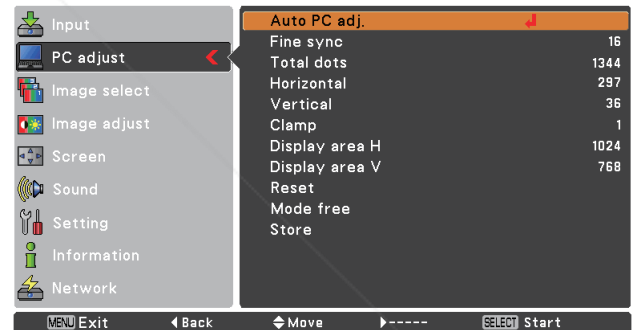 Input
PC adjust
Image select
Image adjust
Screen
Sound
Setting
Information
Network
Auto PC adj.
Fine sync 16
Total dots 1344
Horizontal 297
Vertical 36
Clamp 1
Display area H 1024
Display area V 768
Reset
Mode free
Store
MENU Exit Back Move ----- SELECT Start